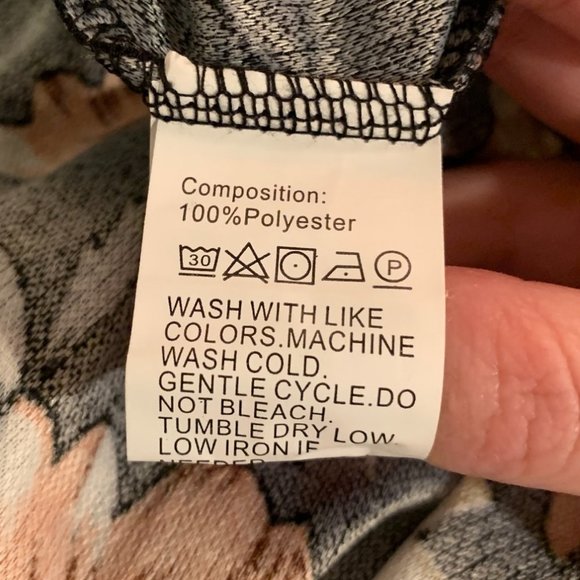 Composition:
100%Polyester
30 P
WASH WITH LIKE
COLORS.MACHINE
WASH COLD.
GENTLE CYCLE.DO
NOT BLEACH.
TUMBLE DRY LOW.
LOW IRON IF
NEEDED